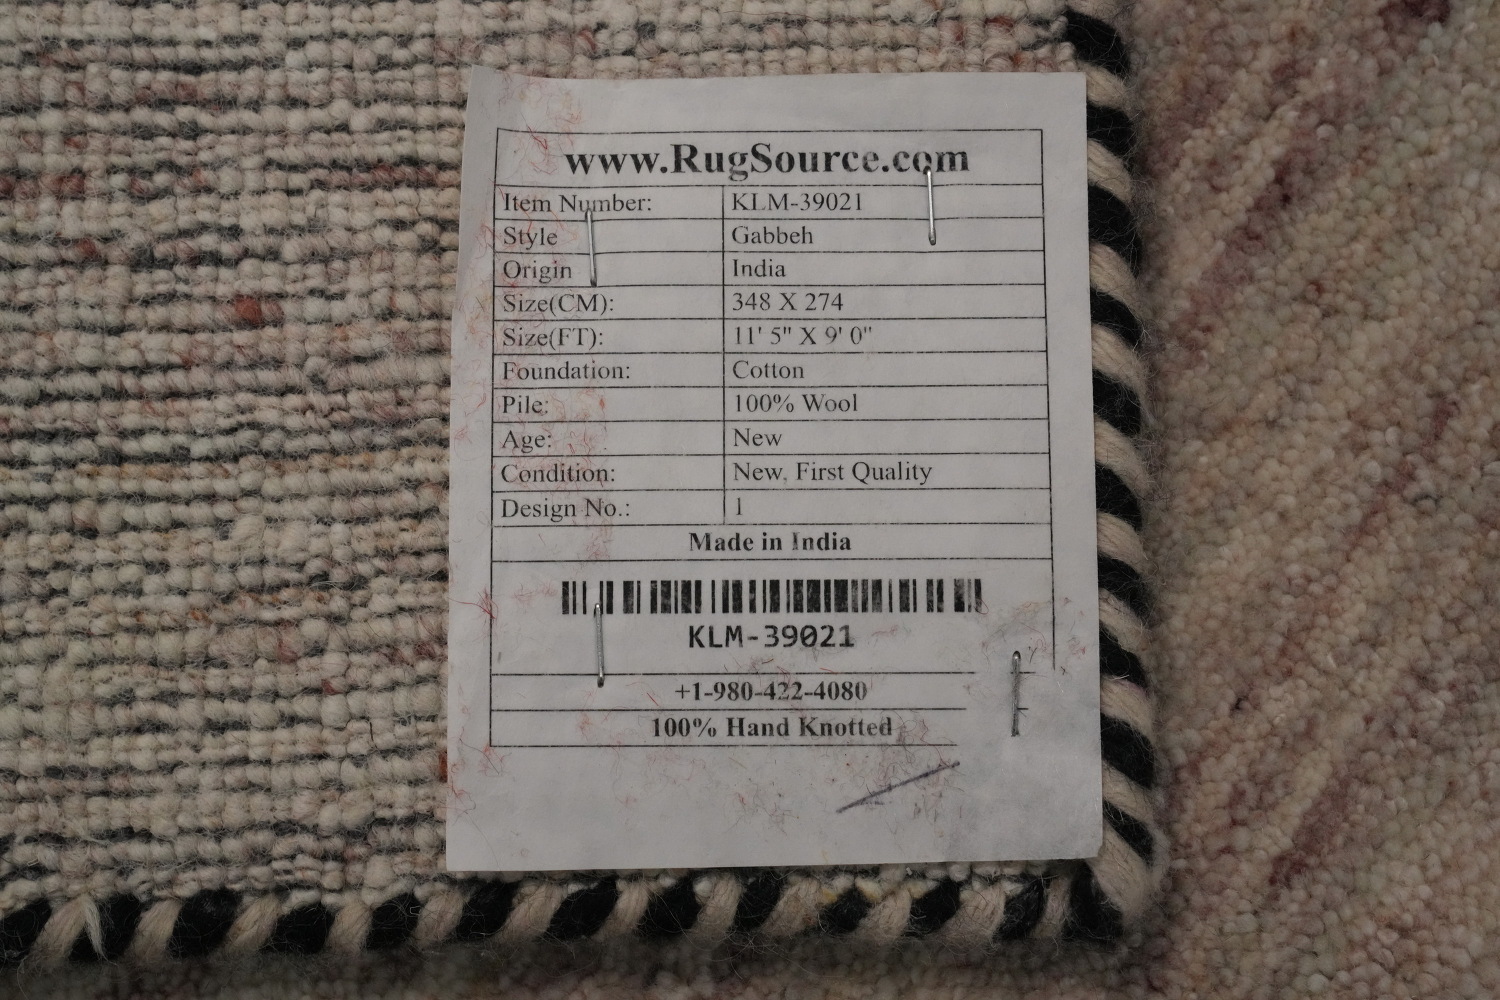 www.RugSource.com
Item Number: KLM-39021
Style Gabbeh
Origin India
Size(CM): 348 X 274
Size(FT): 11' 5" X 9' 0"
Foundation: Cotton
Pile: 100% Wool
Age: New
Condition: New, First Quality
Design No.: 1
Made in India
KLM-39021
+1-980-422-4080
100% Hand Knotted